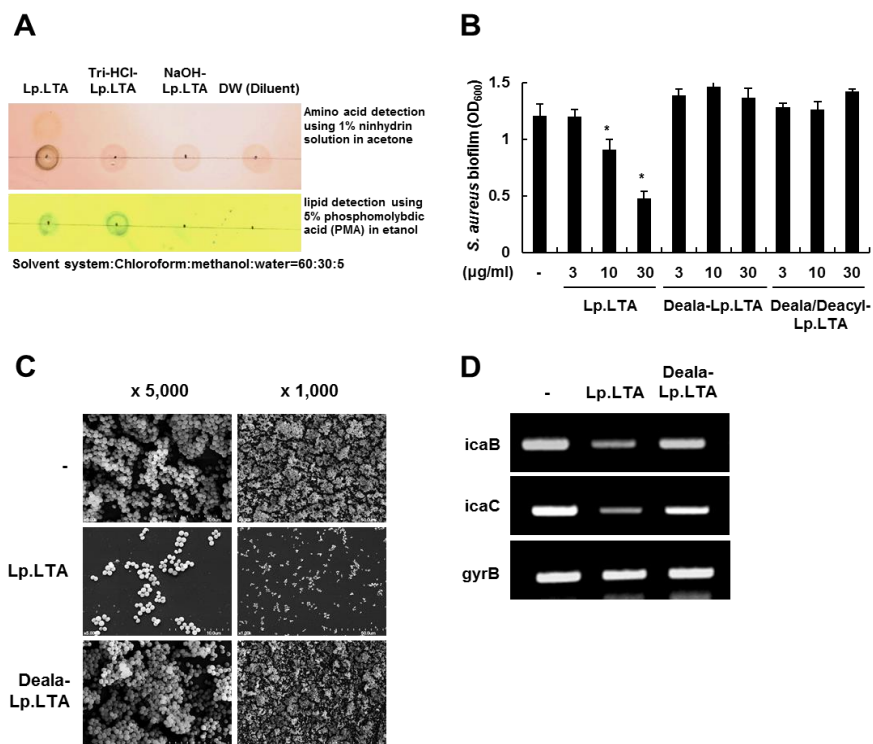 A
Lp.LTA
Tri-HCl-
Lp.LTA
NaOH-
Lp.LTA
DW (Diluent)
Amino acid detection
using 1% ninhydrin
solution in acetone
lipid detection using
5% phosphomolybdic
acid (PMA) in etanol
Solvent system:Chloroform:methanol:water=60:30:5
B
S. aureus biofilm (OD600)
1.5
1
0.5
0
* *
(μg/ml) - 3 10 30 3 10 30 3 10 30
Lp.LTA Deala-Lp.LTA Deala/Deacyl-
Lp.LTA
C
x 5,000 x 1,000
-
Lp.LTA
Deala-
Lp.LTA
D
- Lp.LTA Deala-
Lp.LTA
icaB
icaC
gyrB